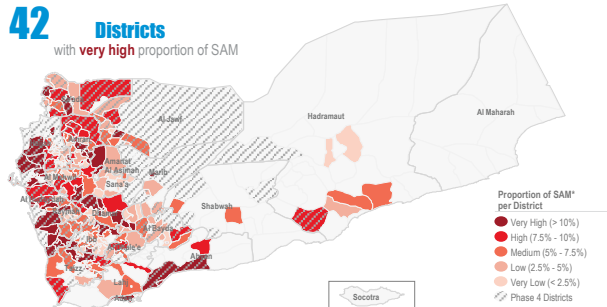 42 Districts
with very high proportion of SAM
Hadramaut
Al Maharah
Al Jawf
Amanat
Al Asimah
Sana'a
Marib
Shabwah
Al Bayda
Ibb
Taizz
Abyan
Socotra
Proportion of SAM*
per District
Very High (> 10%)
High (7.5% - 10%)
Medium (5% - 7.5%)
Low (2.5% - 5%)
Very Low (< 2.5%)
Phase 4 Districts